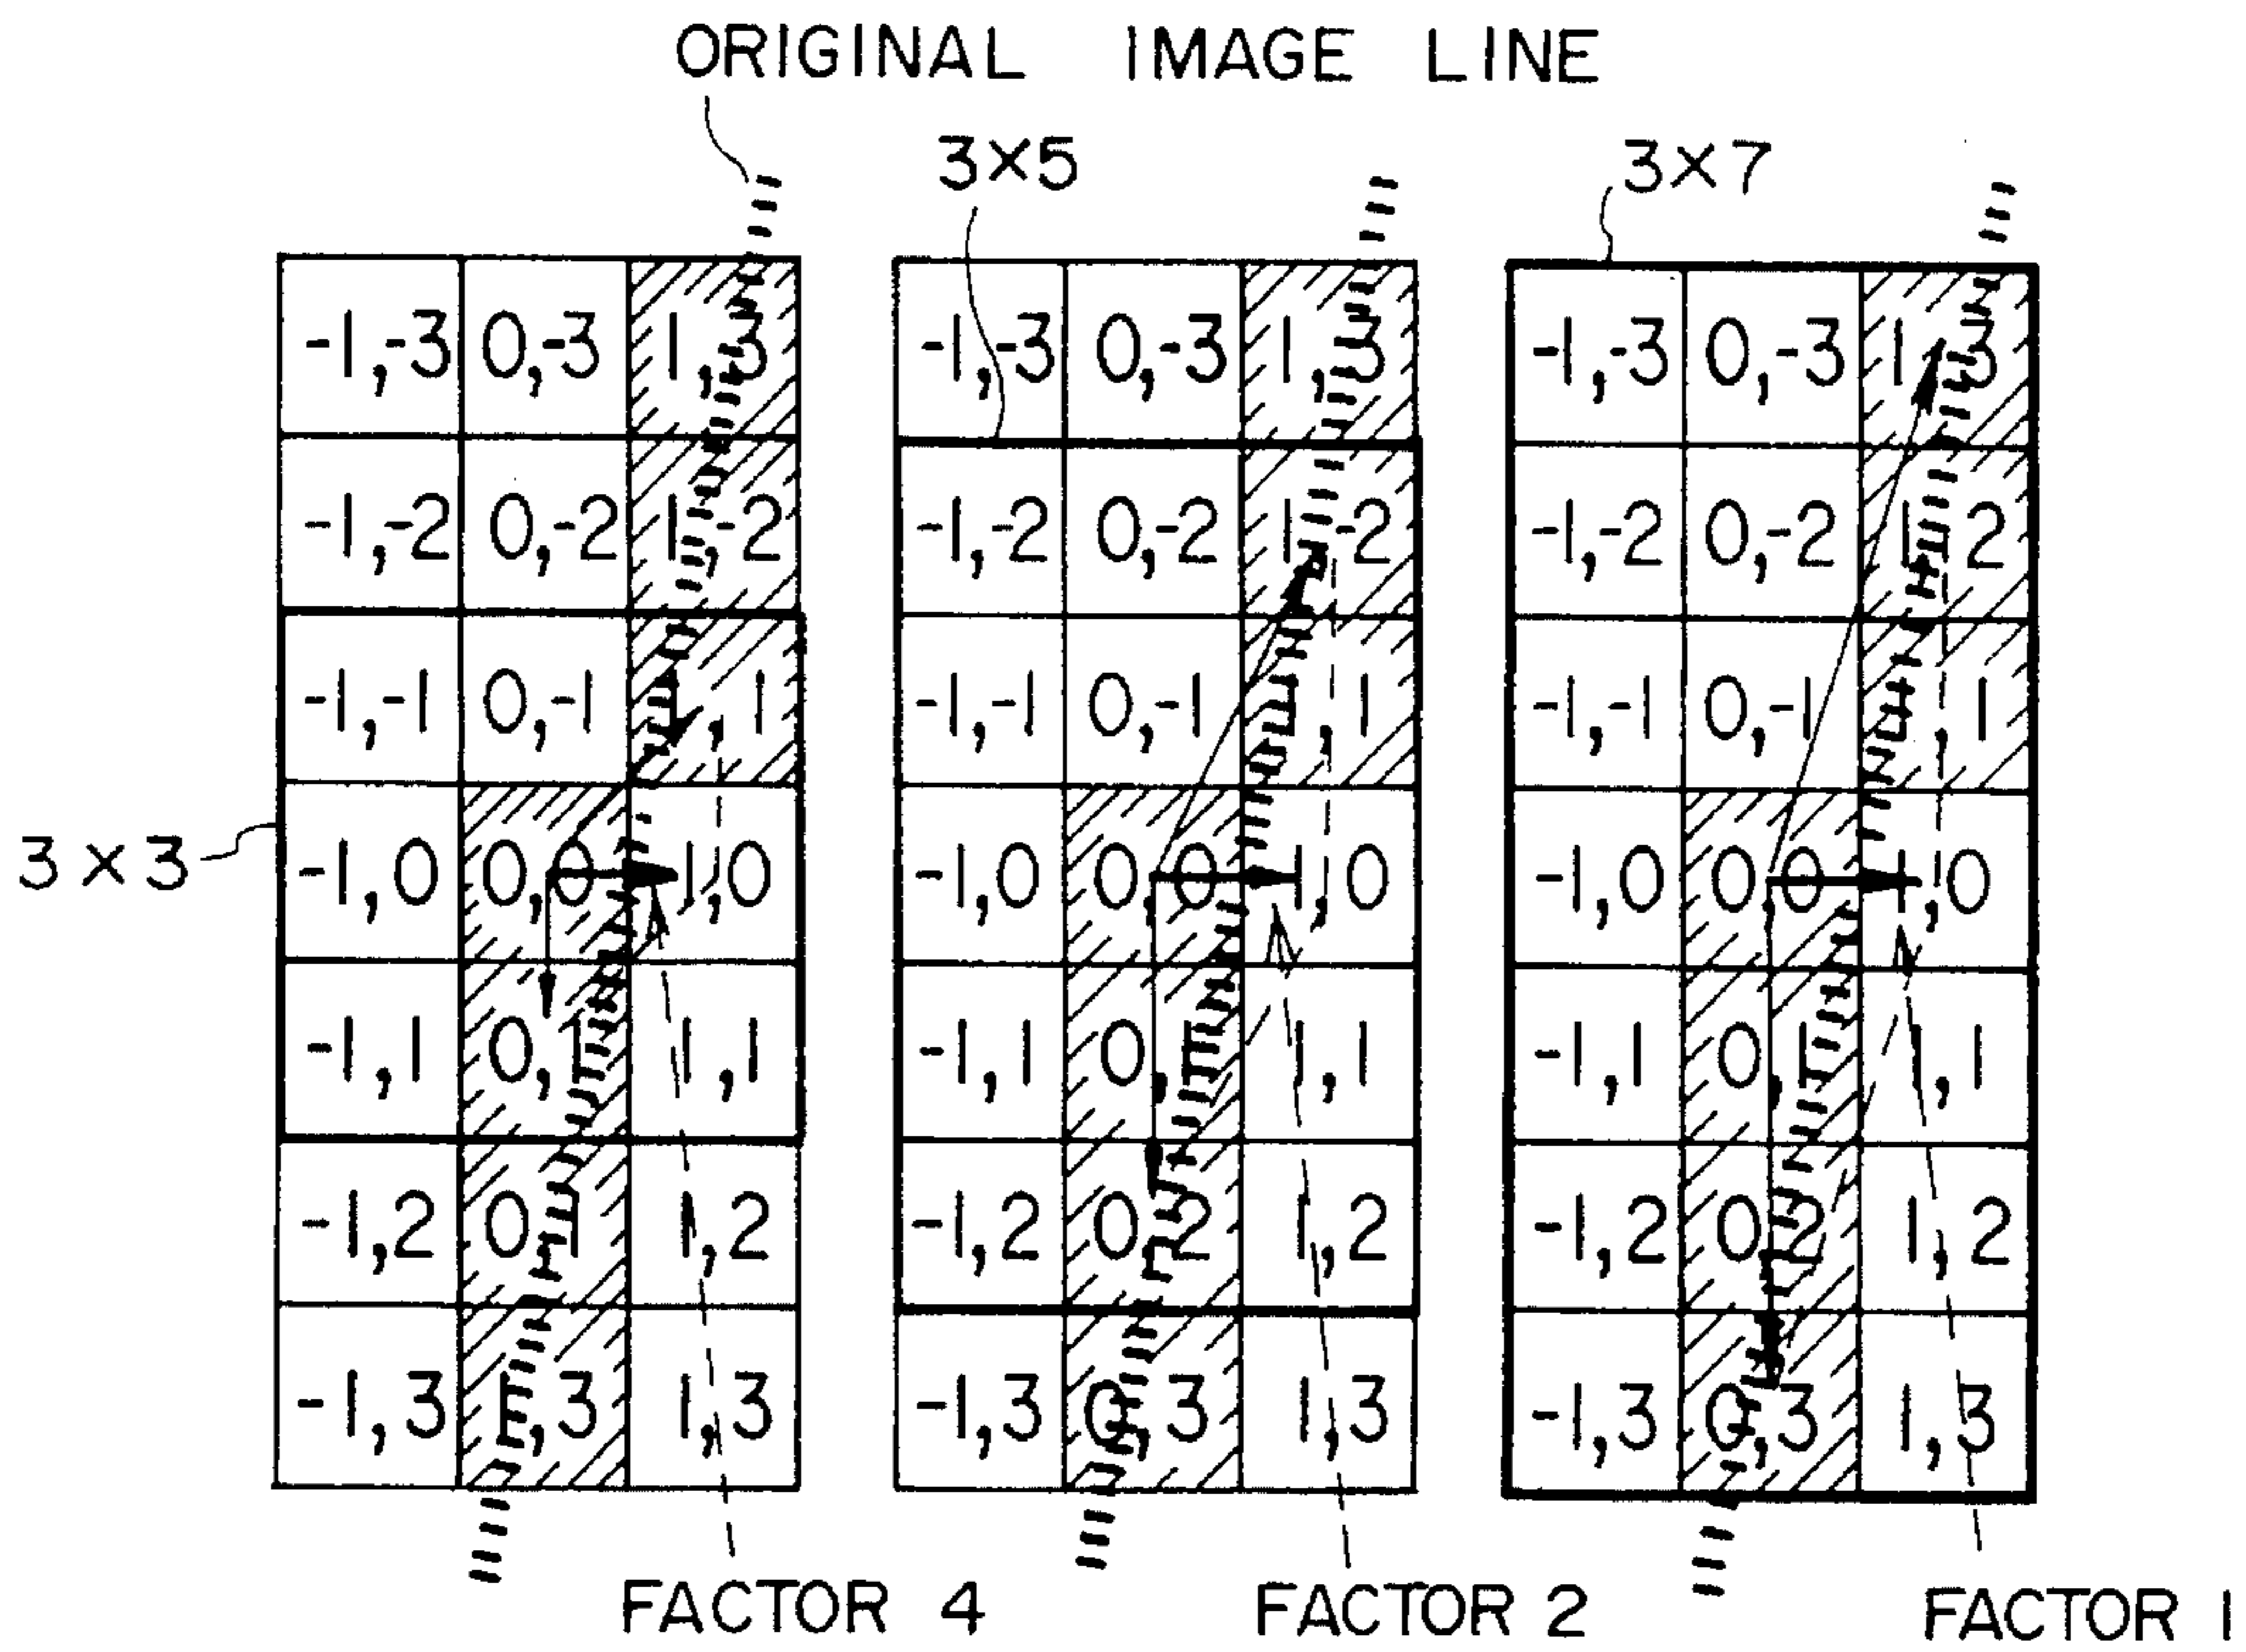 ORIGINAL IMAGE LINE
3×5
3×7
3×3
-1,-3 0,-3 1,3
-1,-2 0,-2 1,-2
-1,-1 0,-1 1,1
-1,0 0,0 1,0
-1,1 0,1 1,1
-1,2 0,1 1,2
-1,3 1,3 1,3
-1,-3 0,-3 1,3
-1,-2 0,-2 1,-2
-1,-1 0,-1 1,1
-1,0 0,0 1,0
-1,1 0,1 1,1
-1,2 0,2 1,2
-1,3 0,3 1,3
-1,-3 0,-3 1,3
-1,-2 0,-2 1,2
-1,-1 0,-1 1,1
-1,0 0,0 1,0
-1,1 0,1 1,1
-1,2 0,2 1,2
-1,3 0,3 1,3
FACTOR 4
FACTOR 2
FACTOR 1